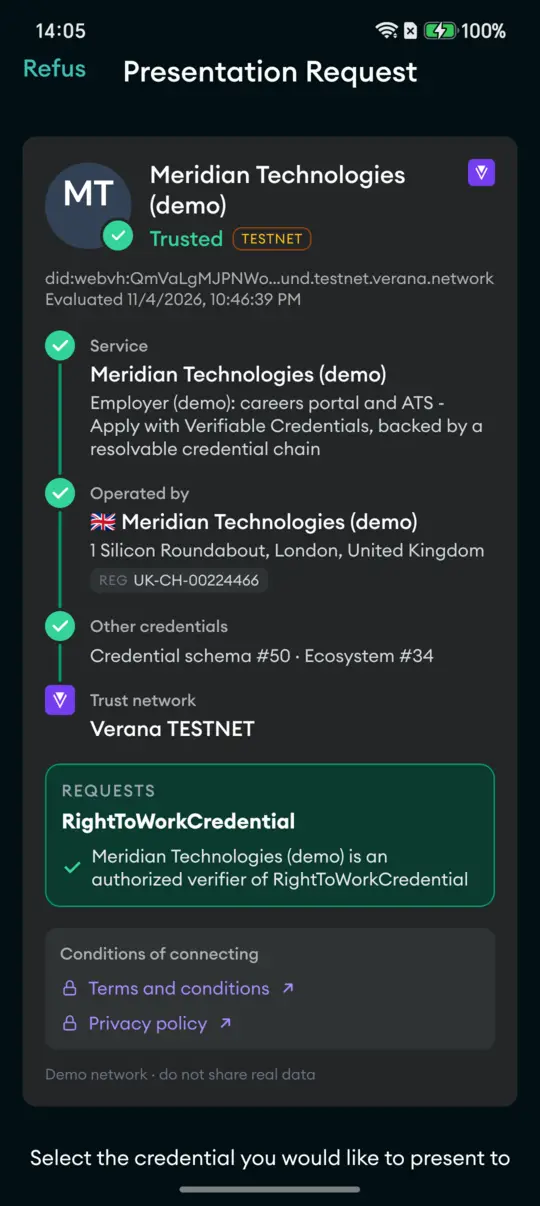 14:05
100%
Refus
Presentation Request
MT
Meridian Technologies
(demo)
Trusted
TESTNET
did:webvh:QmVaLgMJPNWo...und.testnet.verana.network
Evaluated 11/4/2026, 10:46:39 PM
Service
Meridian Technologies (demo)
Employer (demo): careers portal and ATS -
Apply with Verifiable Credentials, backed by a
resolvable credential chain
Operated by
🇬🇧 Meridian Technologies (demo)
1 Silicon Roundabout, London, United Kingdom
REG UK-CH-00224466
Other credentials
Credential schema #50 · Ecosystem #34
Trust network
Verana TESTNET
REQUESTS
RightToWorkCredential
Meridian Technologies (demo) is an
authorized verifier of RightToWorkCredential
Conditions of connecting
Terms and conditions ↗
Privacy policy ↗
Demo network · do not share real data
Select the credential you would like to present to